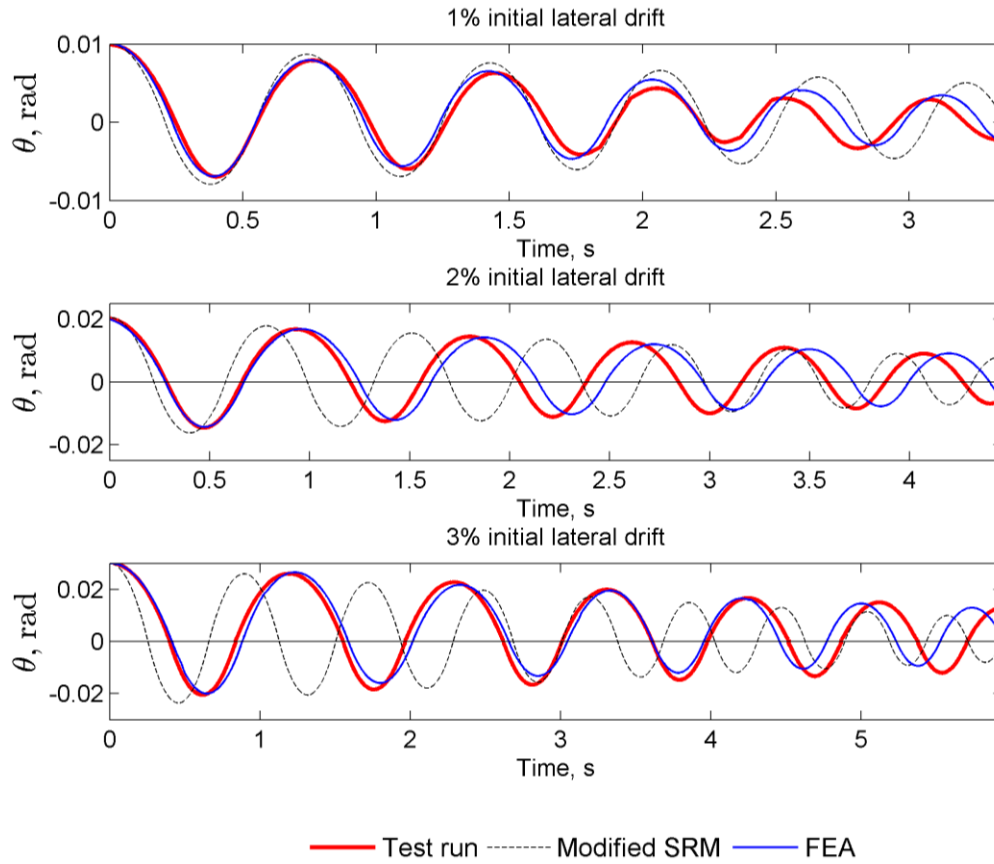 1% initial lateral drift
0.01
0
-0.01
θ, rad
0 0.5 1 1.5 2 2.5 3
Time, s
2% initial lateral drift
0.02
0
-0.02
θ, rad
0 0.5 1 1.5 2 2.5 3 3.5 4
Time, s
3% initial lateral drift
0.02
0
-0.02
θ, rad
0 1 2 3 4 5
Time, s
Test run Modified SRM FEA